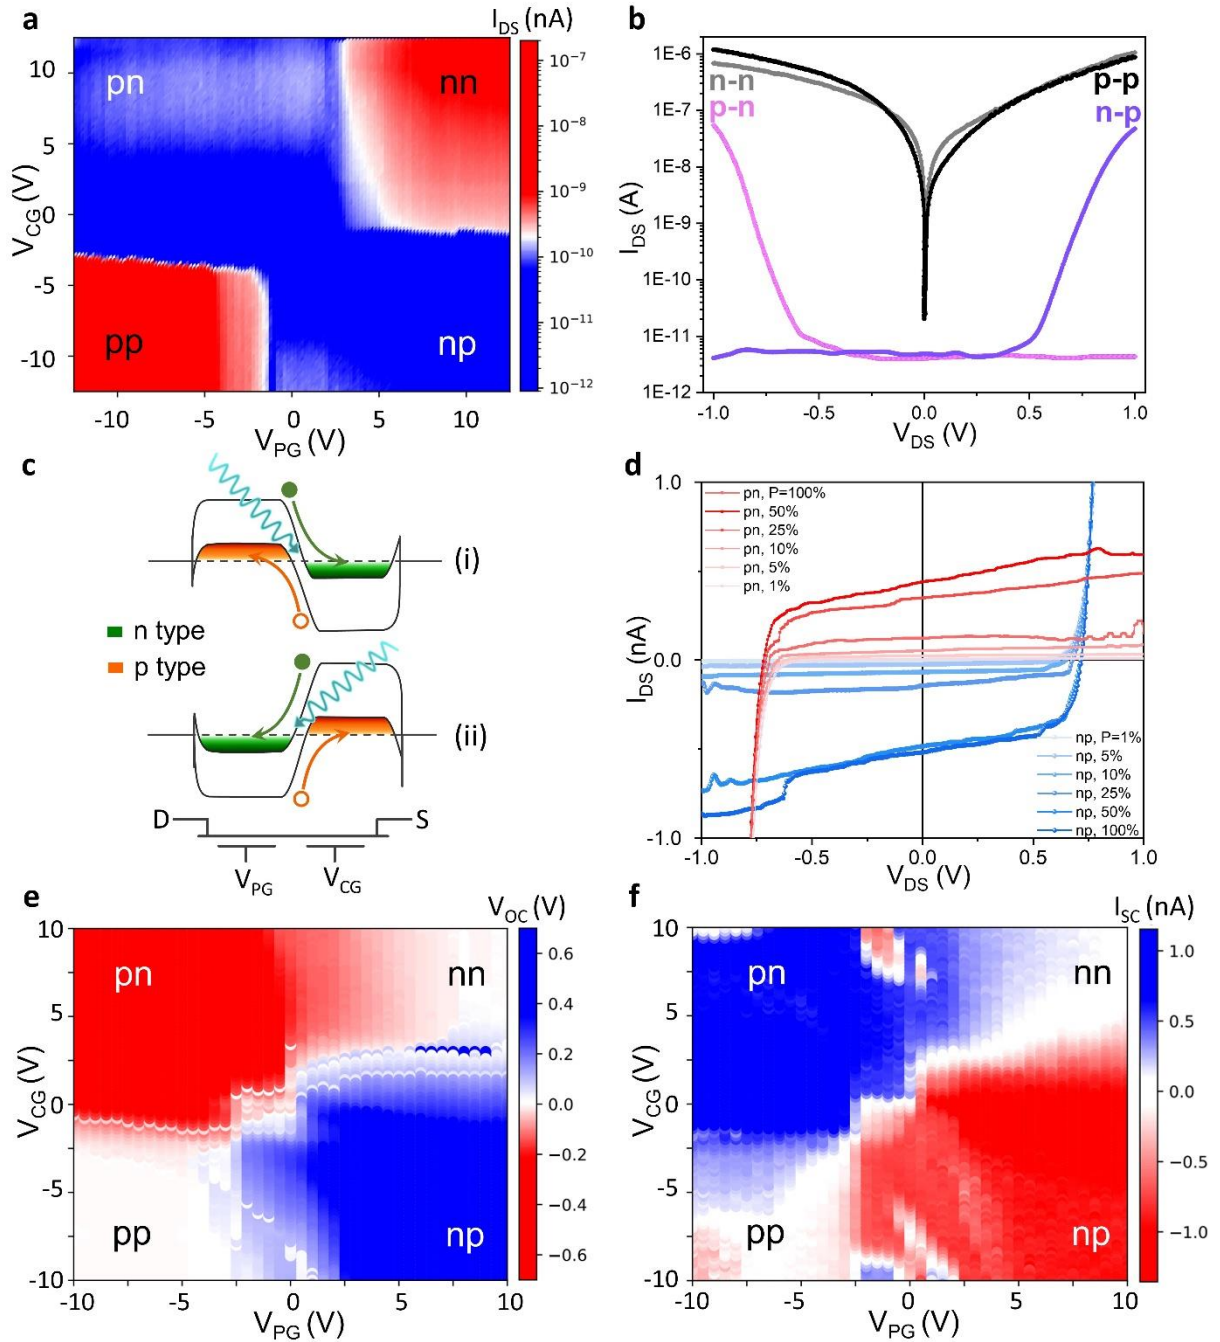 a
I_DS (nA)
pn
nn
pp
np
10
5
0
-5
-10
V_CG (V)
-10
-5
0
5
10
V_PG (V)
10⁻⁷
10⁻⁸
10⁻⁹
10⁻¹⁰
10⁻¹¹
10⁻¹²
b
1E-6
1E-7
1E-8
1E-9
1E-10
1E-11
1E-12
I_DS (A)
n-n
p-n
p-p
n-p
-1.0
-0.5
0.0
0.5
1.0
V_DS (V)
c
(i)
n type
p type
(ii)
D
S
V_PG
V_CG
d
1.0
0.0
-1.0
I_DS (nA)
pn, P=100%
pn, 50%
pn, 25%
pn, 10%
pn, 5%
pn, 1%
np, P=1%
np, 5%
np, 10%
np, 25%
np, 50%
np, 100%
-1.0
-0.5
0.0
0.5
1.0
V_DS (V)
e
V_OC (V)
pn
nn
pp
np
10
5
0
-5
-10
V_CG (V)
-10
-5
0
5
10
V_PG (V)
0.6
0.4
0.2
0.0
−0.2
−0.4
−0.6
f
I_SC (nA)
pn
nn
pp
np
10
5
0
-5
-10
V_CG (V)
-10
-5
0
5
10
V_PG (V)
1.0
0.5
0.0
−0.5
−1.0